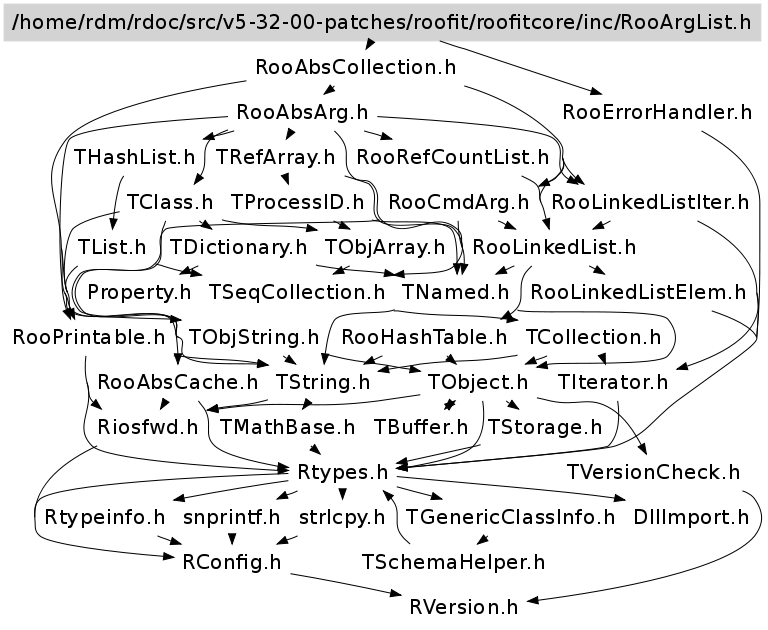 /home/rdm/rdoc/src/v5-32-00-patches/roofit/roofitcore/inc/RooArgList.h
RooAbsCollection.h
RooAbsArg.h
RooErrorHandler.h
THashList.h
TRefArray.h
RooRefCountList.h
TClass.h
TProcessID.h
RooCmdArg.h
RooLinkedListIter.h
TList.h
TDictionary.h
TObjArray.h
RooLinkedList.h
Property.h
TSeqCollection.h
TNamed.h
RooLinkedListElem.h
RooPrintable.h
TObjString.h
RooHashTable.h
TCollection.h
RooAbsCache.h
TString.h
TObject.h
TIterator.h
Riosfwd.h
TMathBase.h
TBuffer.h
TStorage.h
Rtypes.h
TVersionCheck.h
Rtypeinfo.h
snprintf.h
strlcpy.h
TGenericClassInfo.h
DllImport.h
RConfig.h
TSchemaHelper.h
RVersion.h